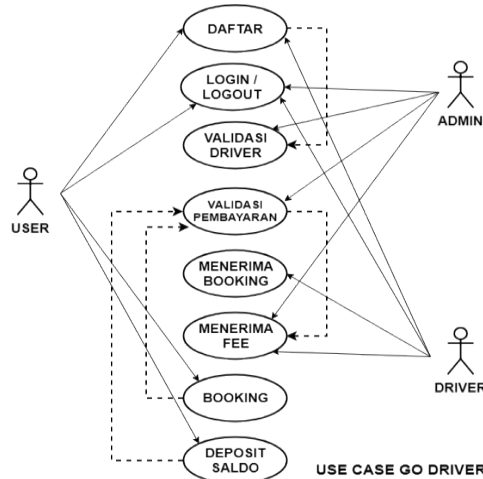 DAFTAR
LOGIN /
LOGOUT
ADMIN
VALIDASI
DRIVER
USER
VALIDASI
PEMBAYARAN
MENERIMA
BOOKING
MENERIMA
FEE
DRIVER
BOOKING
DEPOSIT
SALDO
USE CASE GO DRIVER